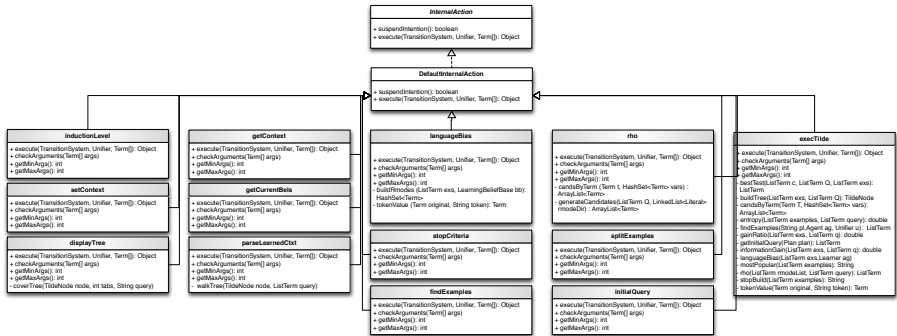 InternalAction
+ suspendIntention(): boolean
+ execute(TransitionSystem, Unifier, Term[]): Object
DefaultInternalAction
+ suspendIntention(): boolean
+ execute(TransitionSystem, Unifier, Term[]): Object
inductionLevel
+ execute(TransitionSystem, Unifier, Term[]): Object
+ checkArguments(Term[] args)
+ getMinArgs(): int
+ getMaxArgs(): int
setContext
+ execute(TransitionSystem, Unifier, Term[]): Object
+ checkArguments(Term[] args)
+ getMinArgs(): int
+ getMaxArgs(): int
displayTree
+ execute(TransitionSystem, Unifier, Term[]): Object
+ checkArguments(Term[] args)
+ getMinArgs(): int
+ getMaxArgs(): int
- coverTree(TildeNode node, int tabs, String query)
getContext
+ execute(TransitionSystem, Unifier, Term[]): Object
+ checkArguments(Term[] args)
+ getMinArgs(): int
+ getMaxArgs(): int
getCurrentBels
+ execute(TransitionSystem, Unifier, Term[]): Object
+ checkArguments(Term[] args)
+ getMinArgs(): int
+ getMaxArgs(): int
parseLearnedCtxt
+ execute(TransitionSystem, Unifier, Term[]): Object
+ checkArguments(Term[] args)
+ getMinArgs(): int
+ getMaxArgs(): int
- walkTree(TildeNode node, ListTerm query)
languageBias
+ execute(TransitionSystem, Unifier, Term[]): Object
+ checkArguments(Term[] args)
+ getMinArgs(): int
+ getMaxArgs(): int
- buildRmodes (ListTerm exs, LearningBeliefBase bb):
HashSet<Term>
- tokenValue (Term original, String token): Term
stopCriteria
+ execute(TransitionSystem, Unifier, Term[]): Object
+ checkArguments(Term[] args)
+ getMinArgs(): int
+ getMaxArgs(): int
findExamples
+ execute(TransitionSystem, Unifier, Term[]): Object
+ checkArguments(Term[] args)
+ getMinArgs(): int
+ getMaxArgs(): int
rho
+ execute(TransitionSystem, Unifier, Term[]): Object
+ checkArguments(Term[] args)
+ getMinArgs(): int
+ getMaxArgs(): int
- candsByTerm (Term t, HashSet<Term> vars) :
ArrayList<Term>
- generateCandidates(ListTerm Q, LinkedList<Literal>
rmodeDir) : ArrayList<Term>
splitExamples
+ execute(TransitionSystem, Unifier, Term[]): Object
+ checkArguments(Term[] args)
+ getMinArgs(): int
+ getMaxArgs(): int
initialQuery
+ execute(TransitionSystem, Unifier, Term[]): Object
+ checkArguments(Term[] args)
+ getMinArgs(): int
+ getMaxArgs(): int
execTilde
+ execute(TransitionSystem, Unifier, Term[]): Object
+ checkArguments(Term[] args)
+ getMinArgs(): int
+ getMaxArgs(): int
- bestTest(ListTerm c, ListTerm Q, ListTerm exs):
ListTerm
- buildTree(ListTerm exs, ListTerm Q): TildeNode
- candsByTerm(Term T, HashSet<Term> vars):
ArrayList<Term>
- entropy(ListTerm examples, ListTerm query): double
- findExamples(String pl,Agent ag, Unifier u): ListTerm
- gainRatio(ListTerm exs, ListTerm q): double
- getInitialQuery(Plan plan): ListTerm
- informationGain(ListTerm exs, ListTerm q): double
- languageBias(ListTerm exs,Learner ag)
- mostPopular(ListTerm examples): String
- rho(ListTerm rmodeList, ListTerm query): ListTerm
- stopBuild(ListTerm examples): String
- tokenValue(Term original, String token): Term